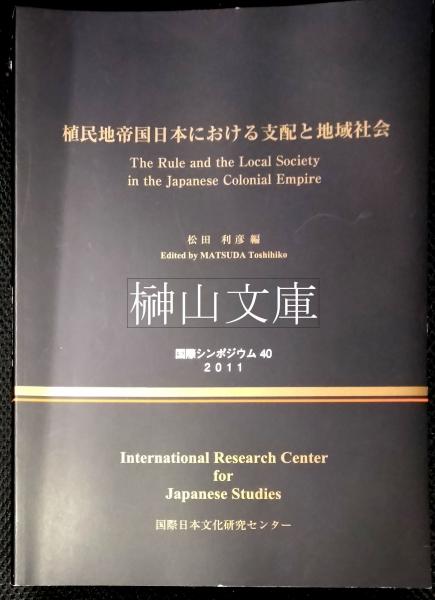 植民地帝国日本における支配と地域社会
The Rule and the Local Society
in the Japanese Colonial Empire
松田 利彦 編
Edited by MATSUDA Toshihiko
榊山文庫
国際シンポジウム 40
2011
International Research Center
for
Japanese Studies
国際日本文化研究センター